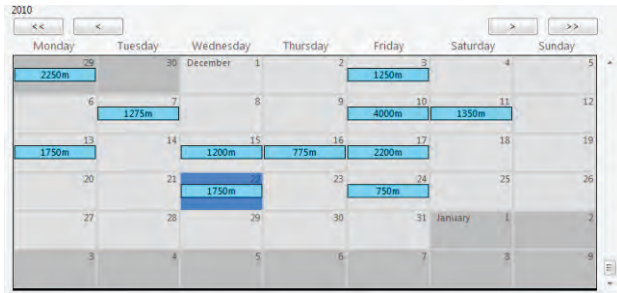 2010
<< < > >>
Monday Tuesday Wednesday Thursday Friday Saturday Sunday
29 30 December 1 2 3 4 5
2250m 1250m
6 7 8 9 10 11 12
1275m 4000m 1350m
13 14 15 16 17 18 19
1750m 1200m 775m 2200m
20 21 22 23 24 25 26
1750m 750m
27 28 29 30 31 January 1 2
3 4 5 6 7 8 9